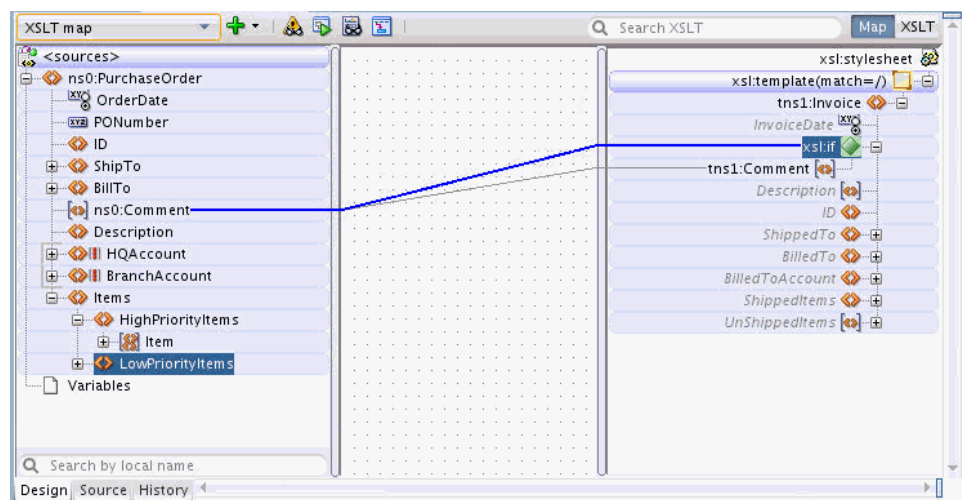 XSLT map
Search XSLT
Map
XSLT
<sources>
ns0:PurchaseOrder
OrderDate
PONumber
ID
ShipTo
BillTo
ns0:Comment
Description
HQAccount
BranchAccount
Items
HighPriorityItems
Item
LowPriorityItems
Variables
Search by local name
xsl:stylesheet
xsl:template(match=/)
tns1:Invoice
InvoiceDate
xsl:if
tns1:Comment
Description
ID
ShippedTo
BilledTo
BilledToAccount
ShippedItems
UnShippedItems
Design Source History